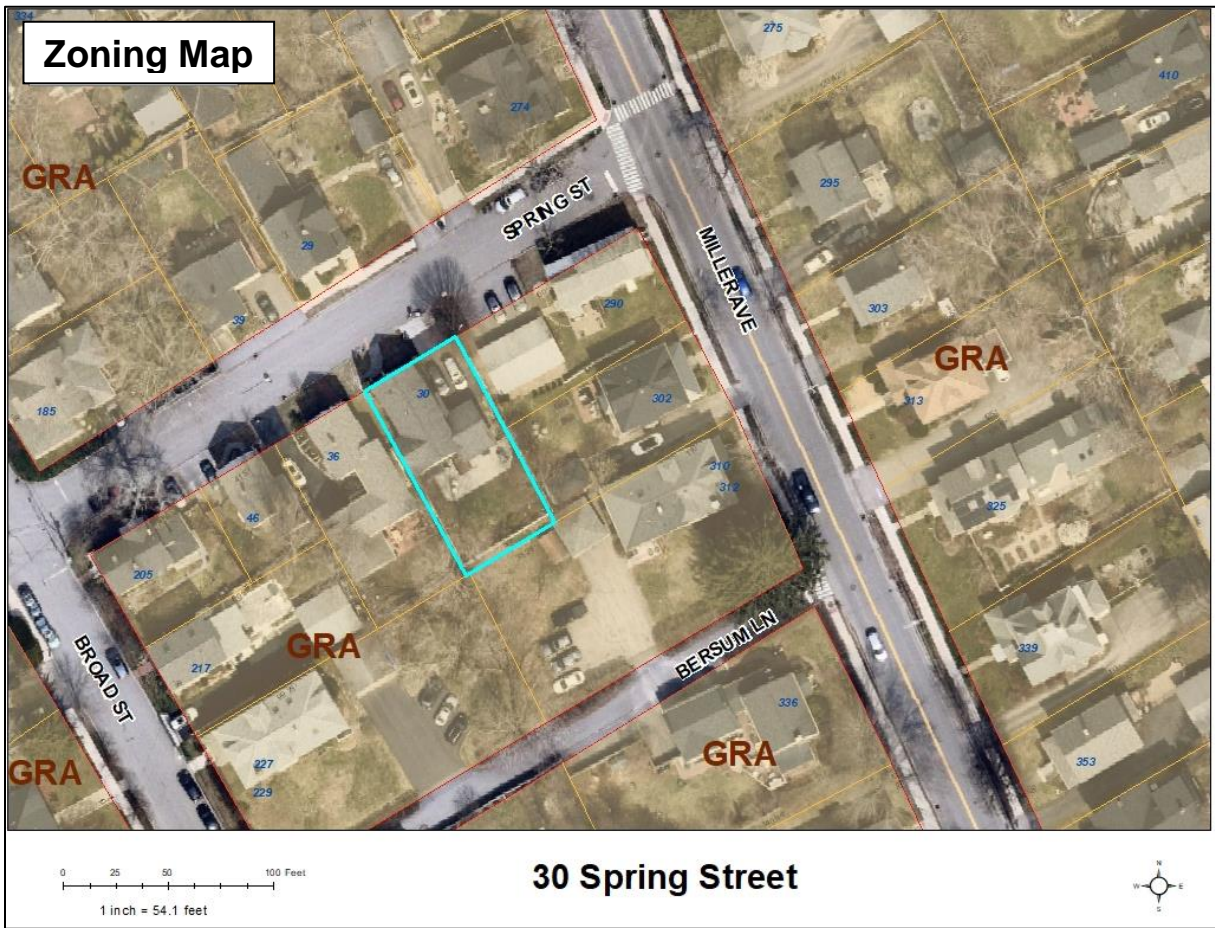 334
Zoning Map
275
410
274
GRA
295
SPRING ST
29
MILLER AVE
39
290
303
GRA
185
30
302
313
36
310
312
46
325
205
BERSUM LN
GRA
BROAD ST
217
339
336
GRA
227
GRA
229
353
0 25 50 100 Feet
1 inch = 54.1 feet
30 Spring Street
N
W E
S